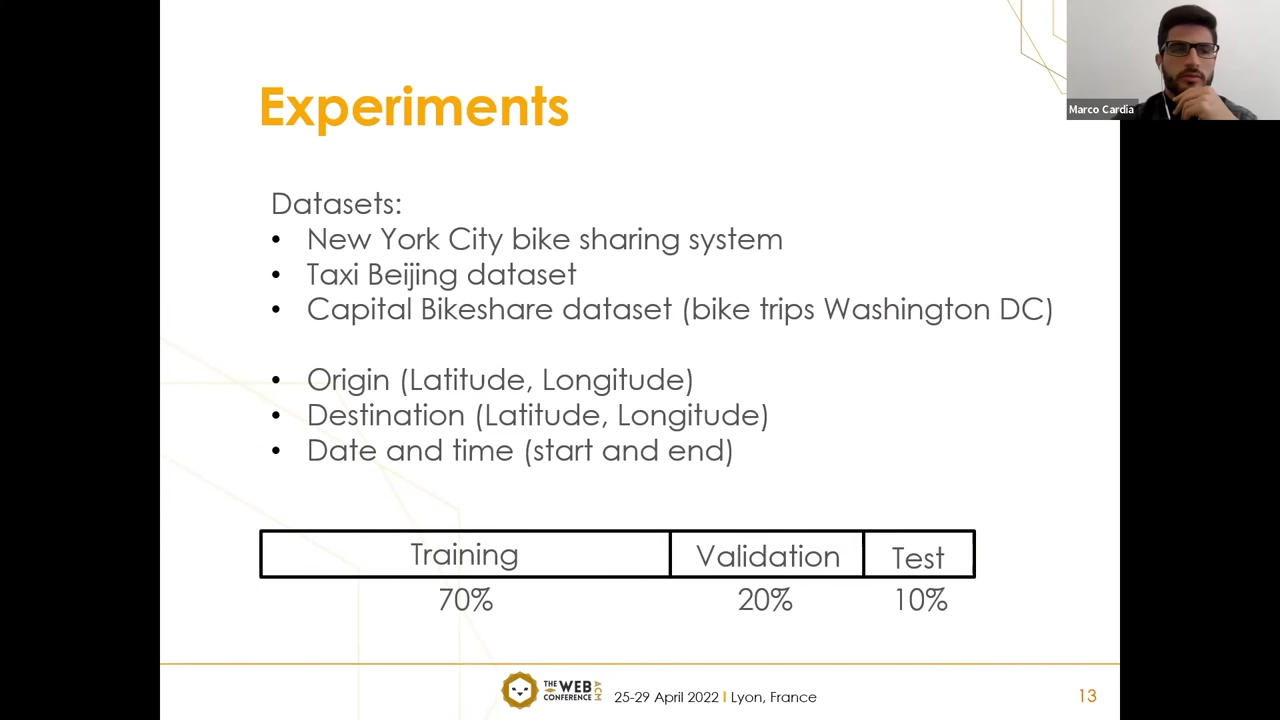 Marco Cardia
Experiments
Datasets:
• New York City bike sharing system
• Taxi Beijing dataset
• Capital Bikeshare dataset (bike trips Washington DC)
• Origin (Latitude, Longitude)
• Destination (Latitude, Longitude)
• Date and time (start and end)
Training Validation Test
70% 20% 10%
THE WEB CONFERENCE ACM 25-29 April 2022 I Lyon, France
13